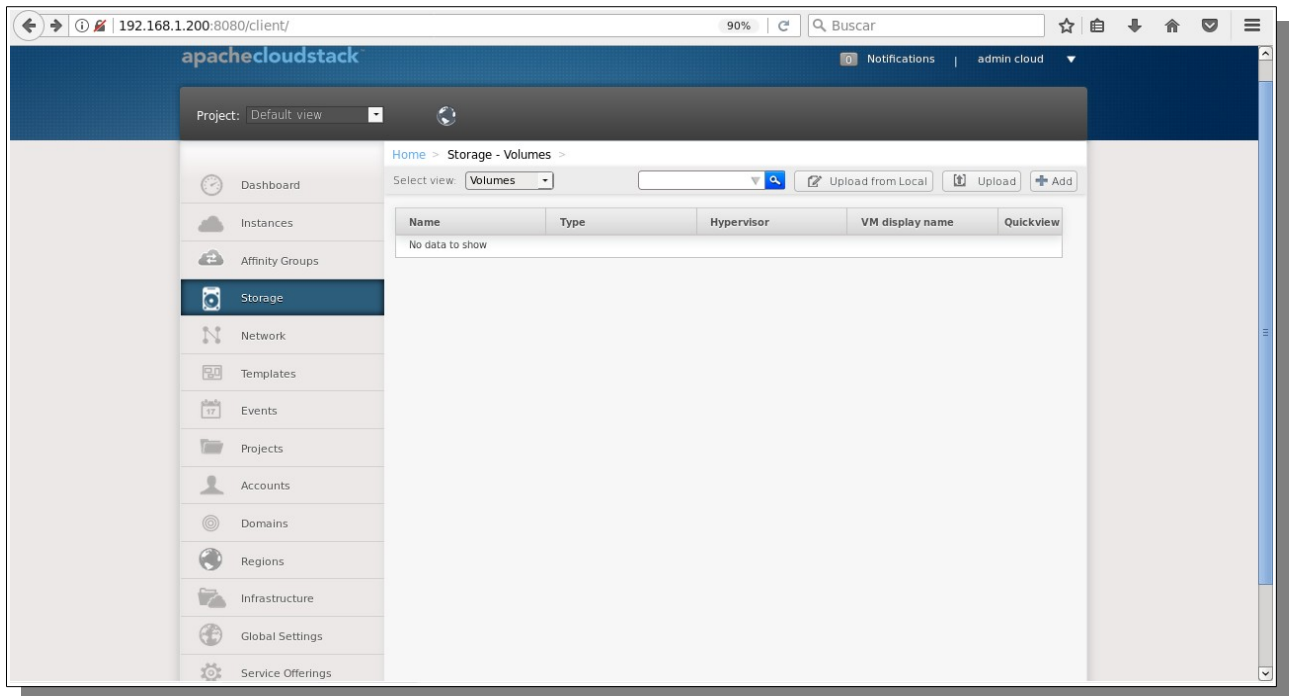 192.168.1.200:8080/client/
90%
Buscar
apachecloudstack
0 Notifications | admin cloud
Project: Default view
Home > Storage - Volumes >
Select view: Volumes
Upload from Local
Upload
Add
Name Type Hypervisor VM display name Quickview
No data to show
Dashboard
Instances
Affinity Groups
Storage
Network
Templates
17
Events
Projects
Accounts
Domains
Regions
Infrastructure
Global Settings
Service Offerings